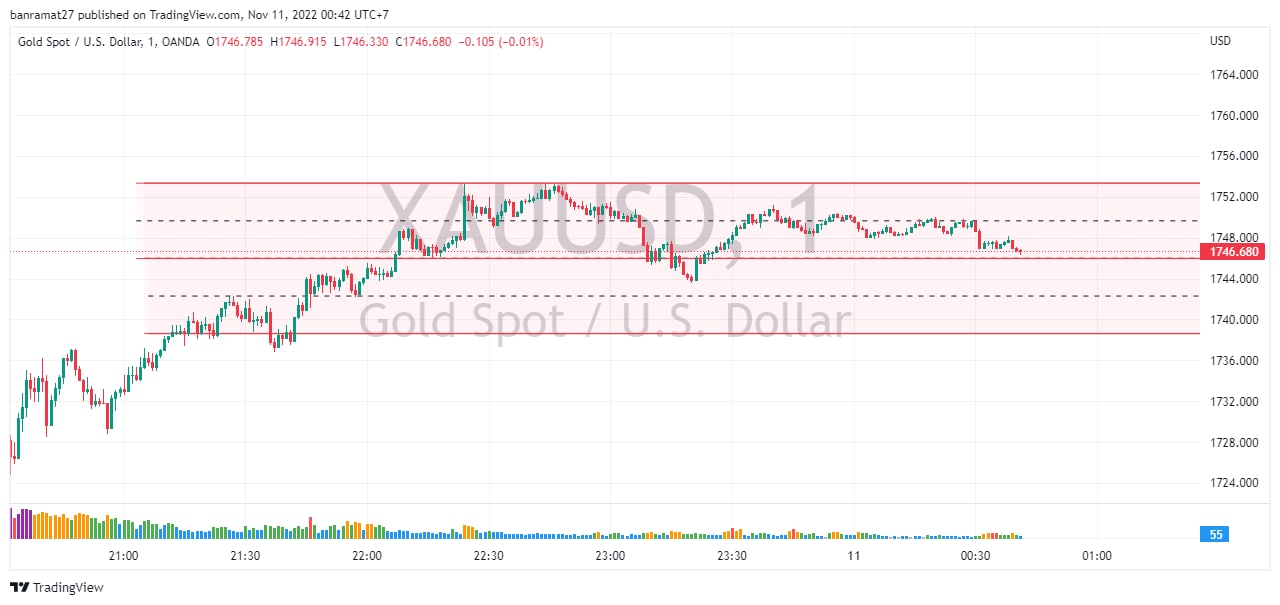 banramat27 published on TradingView.com, Nov 11, 2022 00:42 UTC+7
Gold Spot / U.S. Dollar, 1, OANDA O1746.785 H1746.915 L1746.330 C1746.680 −0.105 (−0.01%)
USD
1764.000
1760.000
1756.000
1752.000
XAUUSD, 1
1748.000
1746.680
1744.000
Gold Spot / U.S. Dollar
1740.000
1736.000
1732.000
1728.000
1724.000
55
21:00 21:30 22:00 22:30 23:00 23:30 11 00:30 01:00
TradingView